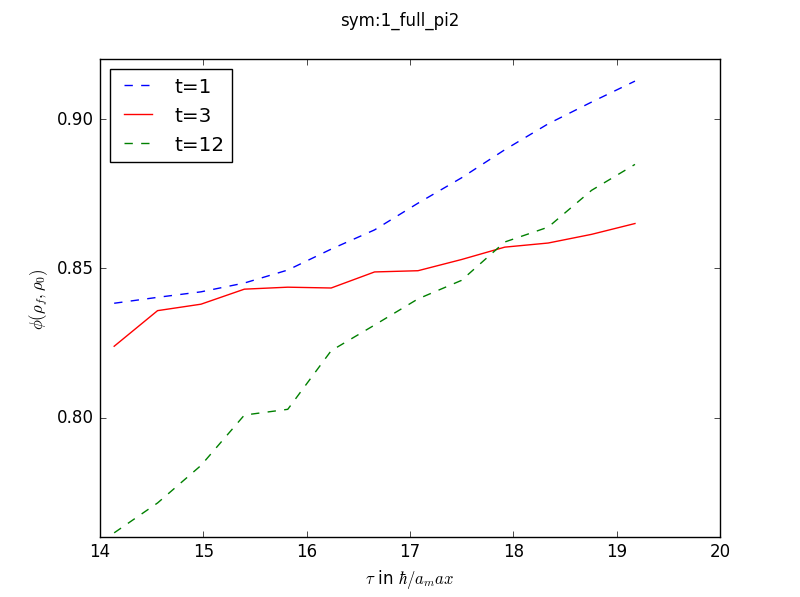 sym:1_full_pi2
t=1
t=3
t=12
0.90
0.85
0.80
ϕ(ρ_f, ρ_0)
14 15 16 17 18 19 20
τ in ℏ/a_max